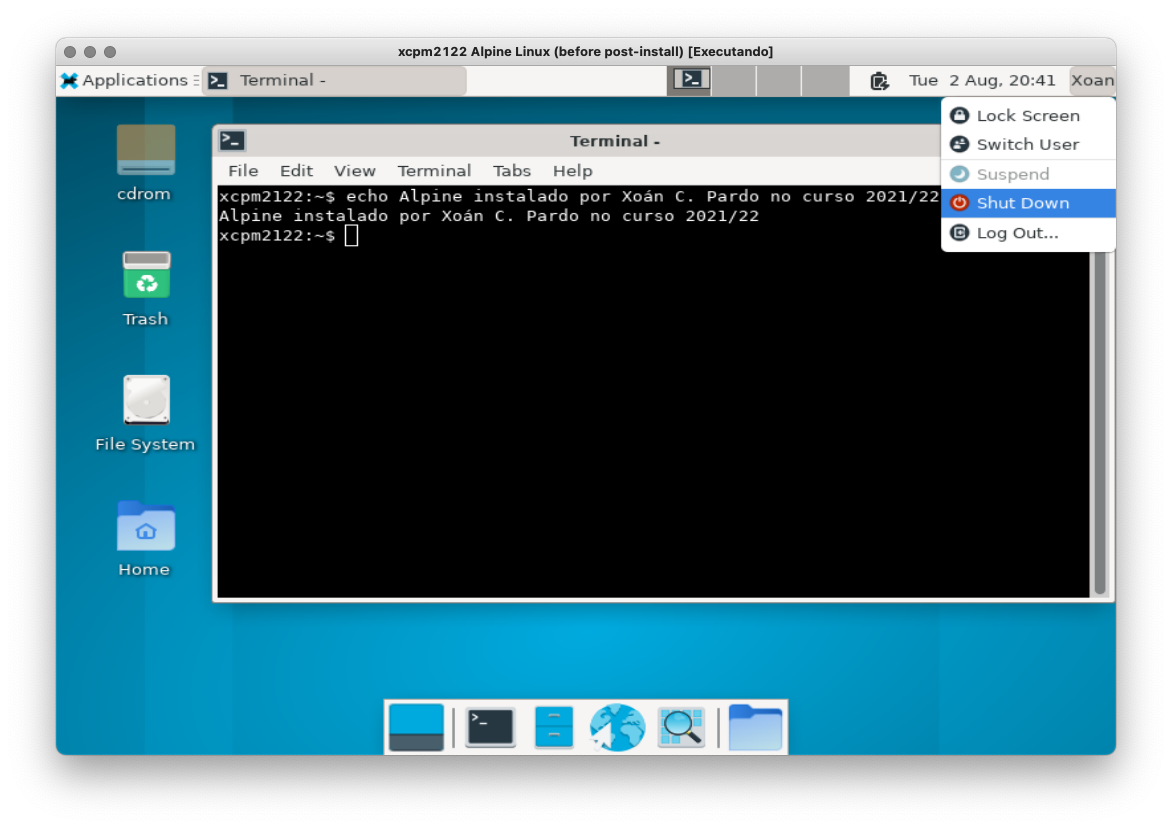 xcpm2122 Alpine Linux (before post-install) [Executando]
Applications
Terminal -
Tue 2 Aug, 20:41
Xoan
Lock Screen
Switch User
Suspend
Shut Down
Log Out...
cdrom
Trash
File System
Home
Terminal -
File Edit View Terminal Tabs Help
xcpm2122:~$ echo Alpine instalado por Xoán C. Pardo no curso 2021/22
Alpine instalado por Xoán C. Pardo no curso 2021/22
xcpm2122:~$